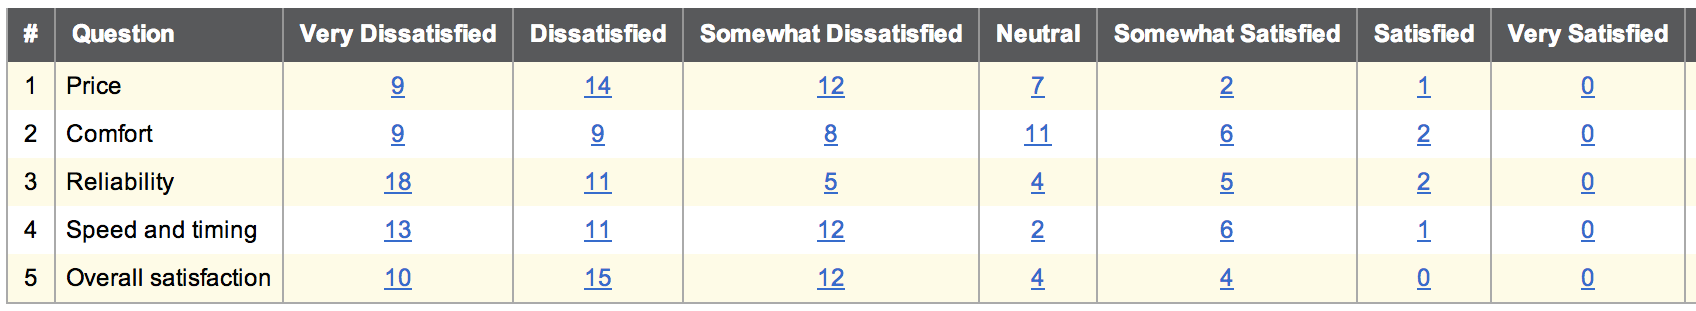 # Question Very Dissatisfied Dissatisfied Somewhat Dissatisfied Neutral Somewhat Satisfied Satisfied Very Satisfied
1 Price 9 14 12 7 2 1 0
2 Comfort 9 9 8 11 6 2 0
3 Reliability 18 11 5 4 5 2 0
4 Speed and timing 13 11 12 2 6 1 0
5 Overall satisfaction 10 15 12 4 4 0 0